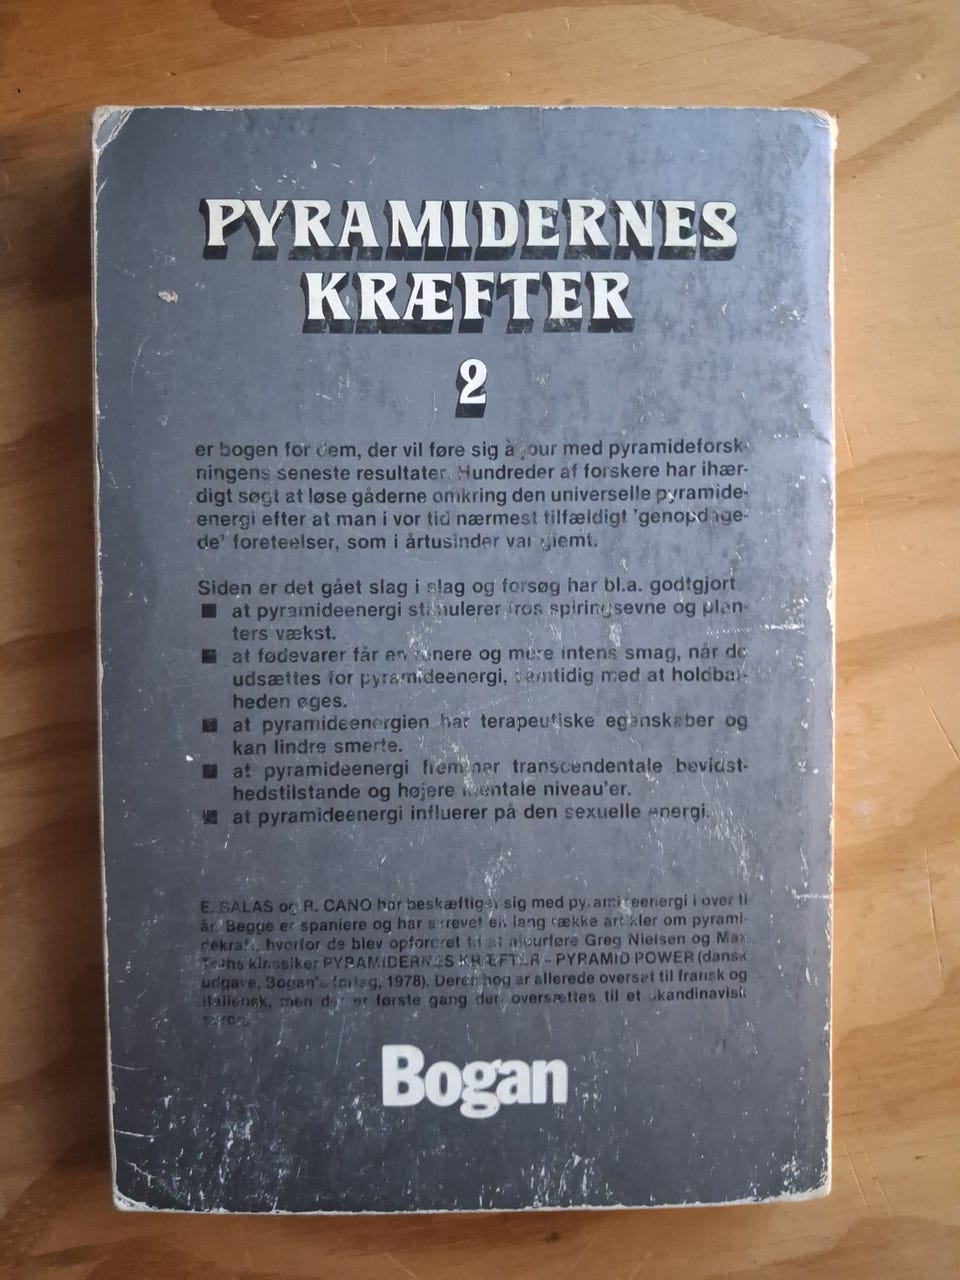 PYRAMIDERNES
KRÆFTER
2
er bogen for dem, der vil føre sig à jour med pyramideforsk-
ningens seneste resultater. Hundreder af forskere har ihær-
digt søgt at løse gåderne omkring den universelle pyramide-
energi efter at man i vor tid nærmest tilfældigt 'genopdage-
de' foreteelser, som i årtusinder var glemt.
Siden er det gået slag i slag og forsøg har bl.a. godtgjort
■ at pyramideenergi stimulerer frøs spiringsevne og plan-
ters vækst.
■ at fødevarer får en renere og mere intens smag, når de
udsættes for pyramideenergi, samtidig med at holdbar-
heden øges.
■ at pyramideenergien har terapeutiske egenskaber og
kan lindre smerte.
■ at pyramideenergi fremmer transcendentale bevidst-
hedstilstande og højere mentale niveau'er.
■ at pyramideenergi influerer på den sexuelle energi.
E. SALAS og R. CANO har beskæftiget sig med pyramideenergi i over ti
år. Begge er spaniere og har skrevet en lang række artikler om pyrami-
dekraft, hvorfor de blev opfordret til at ajourføre Greg Nielsen og Max
Toths klassiker PYRAMIDERNES KRÆFTER - PYRAMID POWER (dansk
udgave, Bogan's forlag, 1978). Deres bog er allerede oversat til fransk og
italiensk, men det er første gang den oversættes til et skandinavisk
sprog.
Bogan